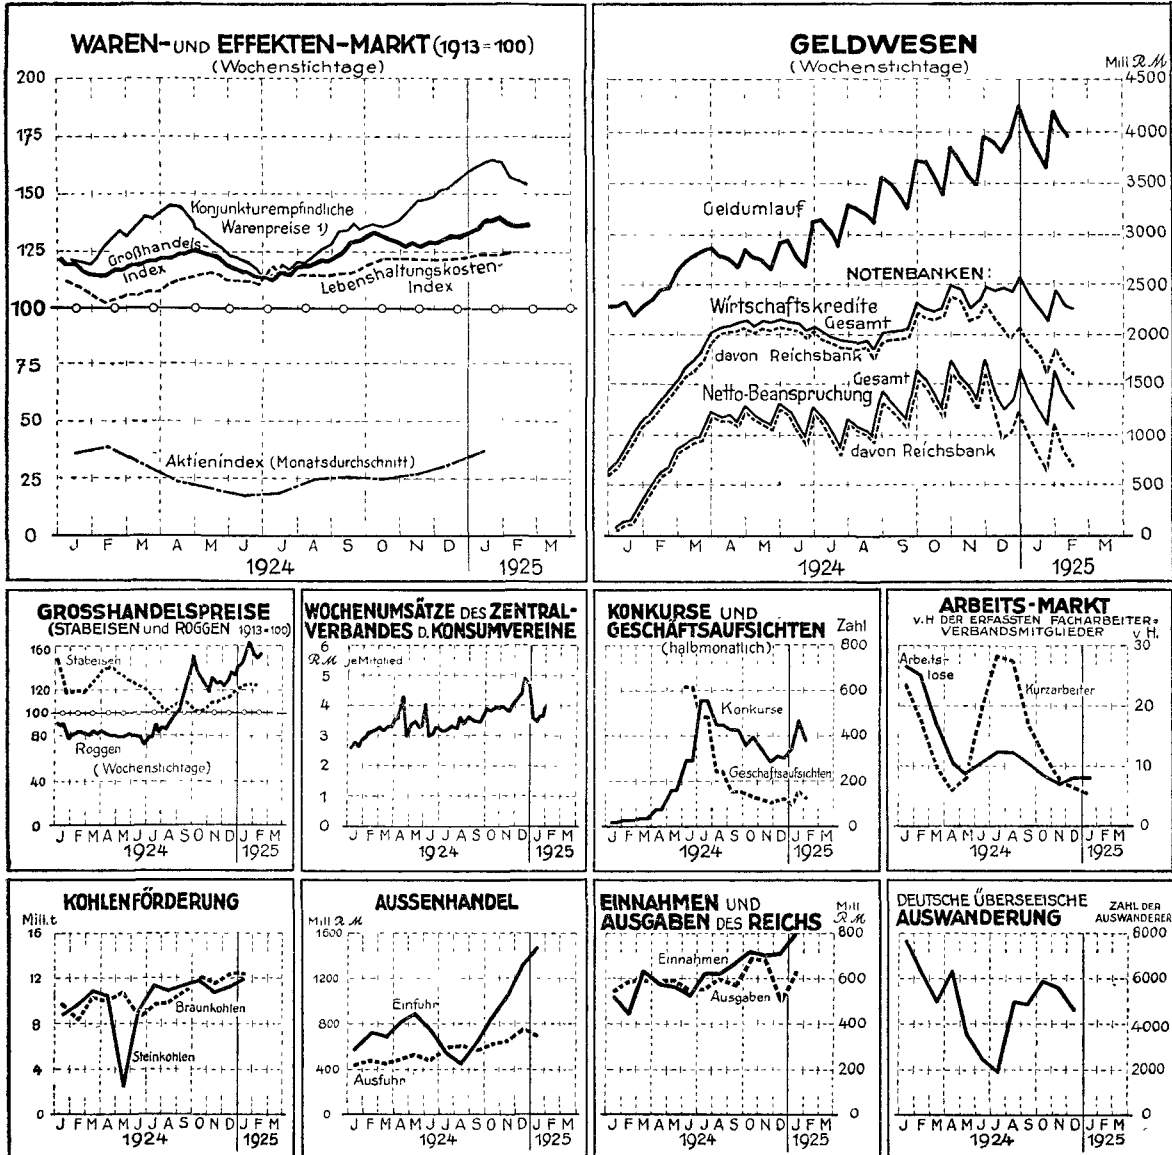 WAREN- UND EFFEKTEN-MARKT (1913=100)
(Wochenstichtage)
200
175
150
125
100
75
50
25
0
Konjunkturempfindliche
Warenpreise 1)
Großhandels-
Index
Lebenshaltungskosten-
Index
Aktienindex (Monatsdurchschnitt)
J F M A M J J A S O N D J F M
1924 1925
GELDWESEN
(Wochenstichtage)
Mill R M
4500
4000
3500
3000
2500
2000
1500
1000
500
0
Geldumlauf
NOTENBANKEN:
Wirtschaftskredite
Gesamt
davon Reichsbank
Gesamt
Netto-Beanspruchung
davon Reichsbank
J F M A M J J A S O N D J F M
1924 1925
GROSSHANDELSPREISE
(STABEISEN und ROGGEN 1913=100)
160
120
100
80
40
0
Stabeisen
Roggen
(Wochenstichtage)
J F M A M J J A S O N D J F M
1924 1925
WOCHENUMSÄTZE DES ZENTRAL-
VERBANDES D. KONSUMVEREINE
6
R M je Mitglied
5
4
3
2
1
0
J F M A M J J A S O N D J F M
1924 1925
KONKURSE UND
GESCHÄFTSAUFSICHTEN
(halbmonatlich)
Zahl
800
600
400
200
0
Konkurse
Geschäftsaufsichten
J F M A M J J A S O N D J F M
1924 1925
ARBEITS-MARKT
V.H DER ERFASSTEN FACHARBEITER-
VERBANDSMITGLIEDER
v H.
30
20
10
0
Arbeits-
lose
Kurzarbeiter
J F M A M J J A S O N D J F M
1924 1925
KOHLENFÖRDERUNG
Mill.t
16
12
8
4
0
Braunkohlen
Steinkohlen
J F M A M J J A S O N D J F M
1924 1925
AUSSENHANDEL
Mill R M
1600
1200
800
400
0
Einfuhr
Ausfuhr
J F M A M J J A S O N D J F M
1924 1925
EINNAHMEN UND
AUSGABEN DES REICHS
Mill
R M
800
600
400
200
0
Einnahmen
Ausgaben
J F M A M J J A S O N D J F M
1924 1925
DEUTSCHE ÜBERSEEISCHE
AUSWANDERUNG
ZAHL DER
AUSWANDERER
8000
6000
4000
2000
0
J F M A M J J A S O N D J F M
1924 1925